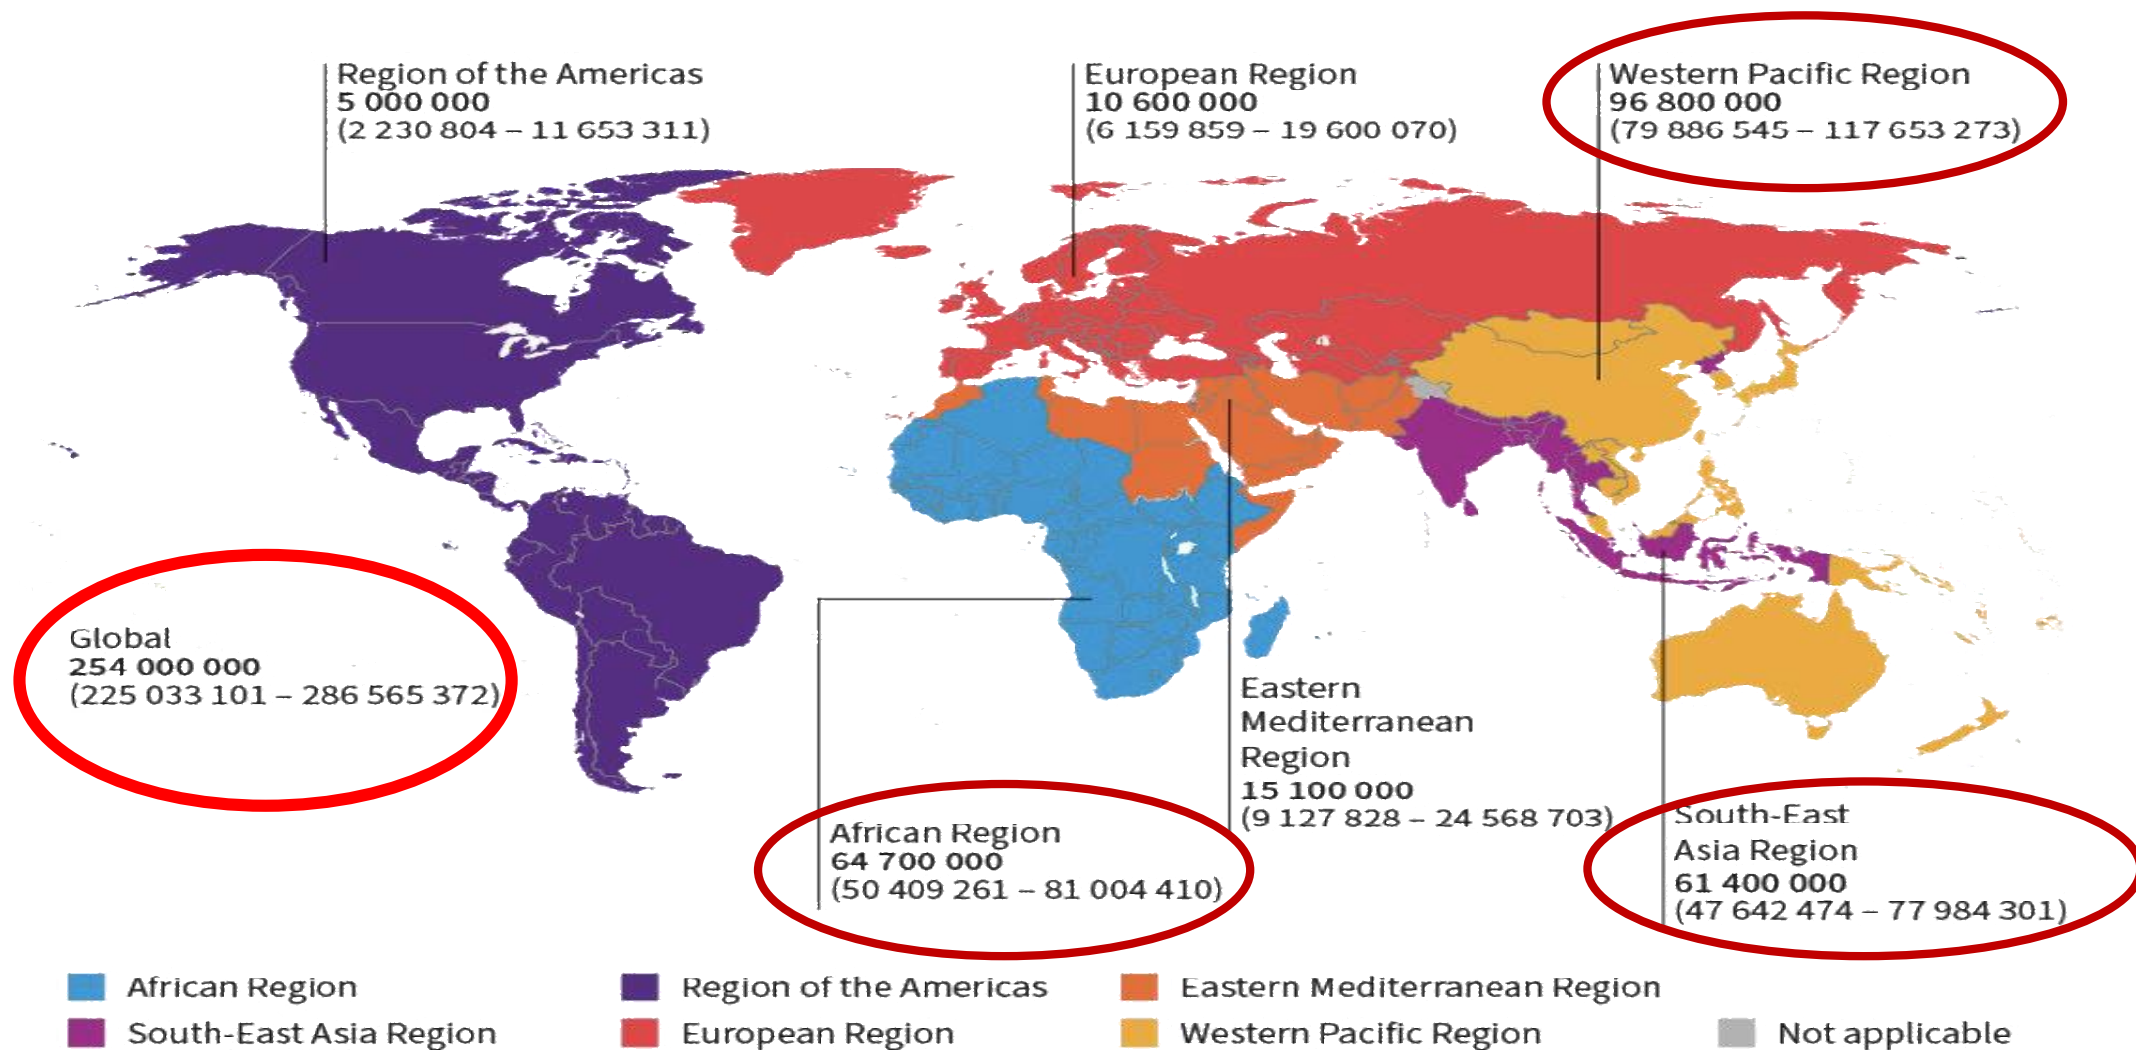 Region of the Americas
5 000 000
(2 230 804 – 11 653 311)
European Region
10 600 000
(6 159 859 – 19 600 070)
Western Pacific Region
96 800 000
(79 886 545 – 117 653 273)
Global
254 000 000
(225 033 101 – 286 565 372)
African Region
64 700 000
(50 409 261 – 81 004 410)
Eastern
Mediterranean
Region
15 100 000
(9 127 828 – 24 568 703)
South-East
Asia Region
61 400 000
(47 642 474 – 77 984 301)
African Region
Region of the Americas
Eastern Mediterranean Region
South-East Asia Region
European Region
Western Pacific Region
Not applicable